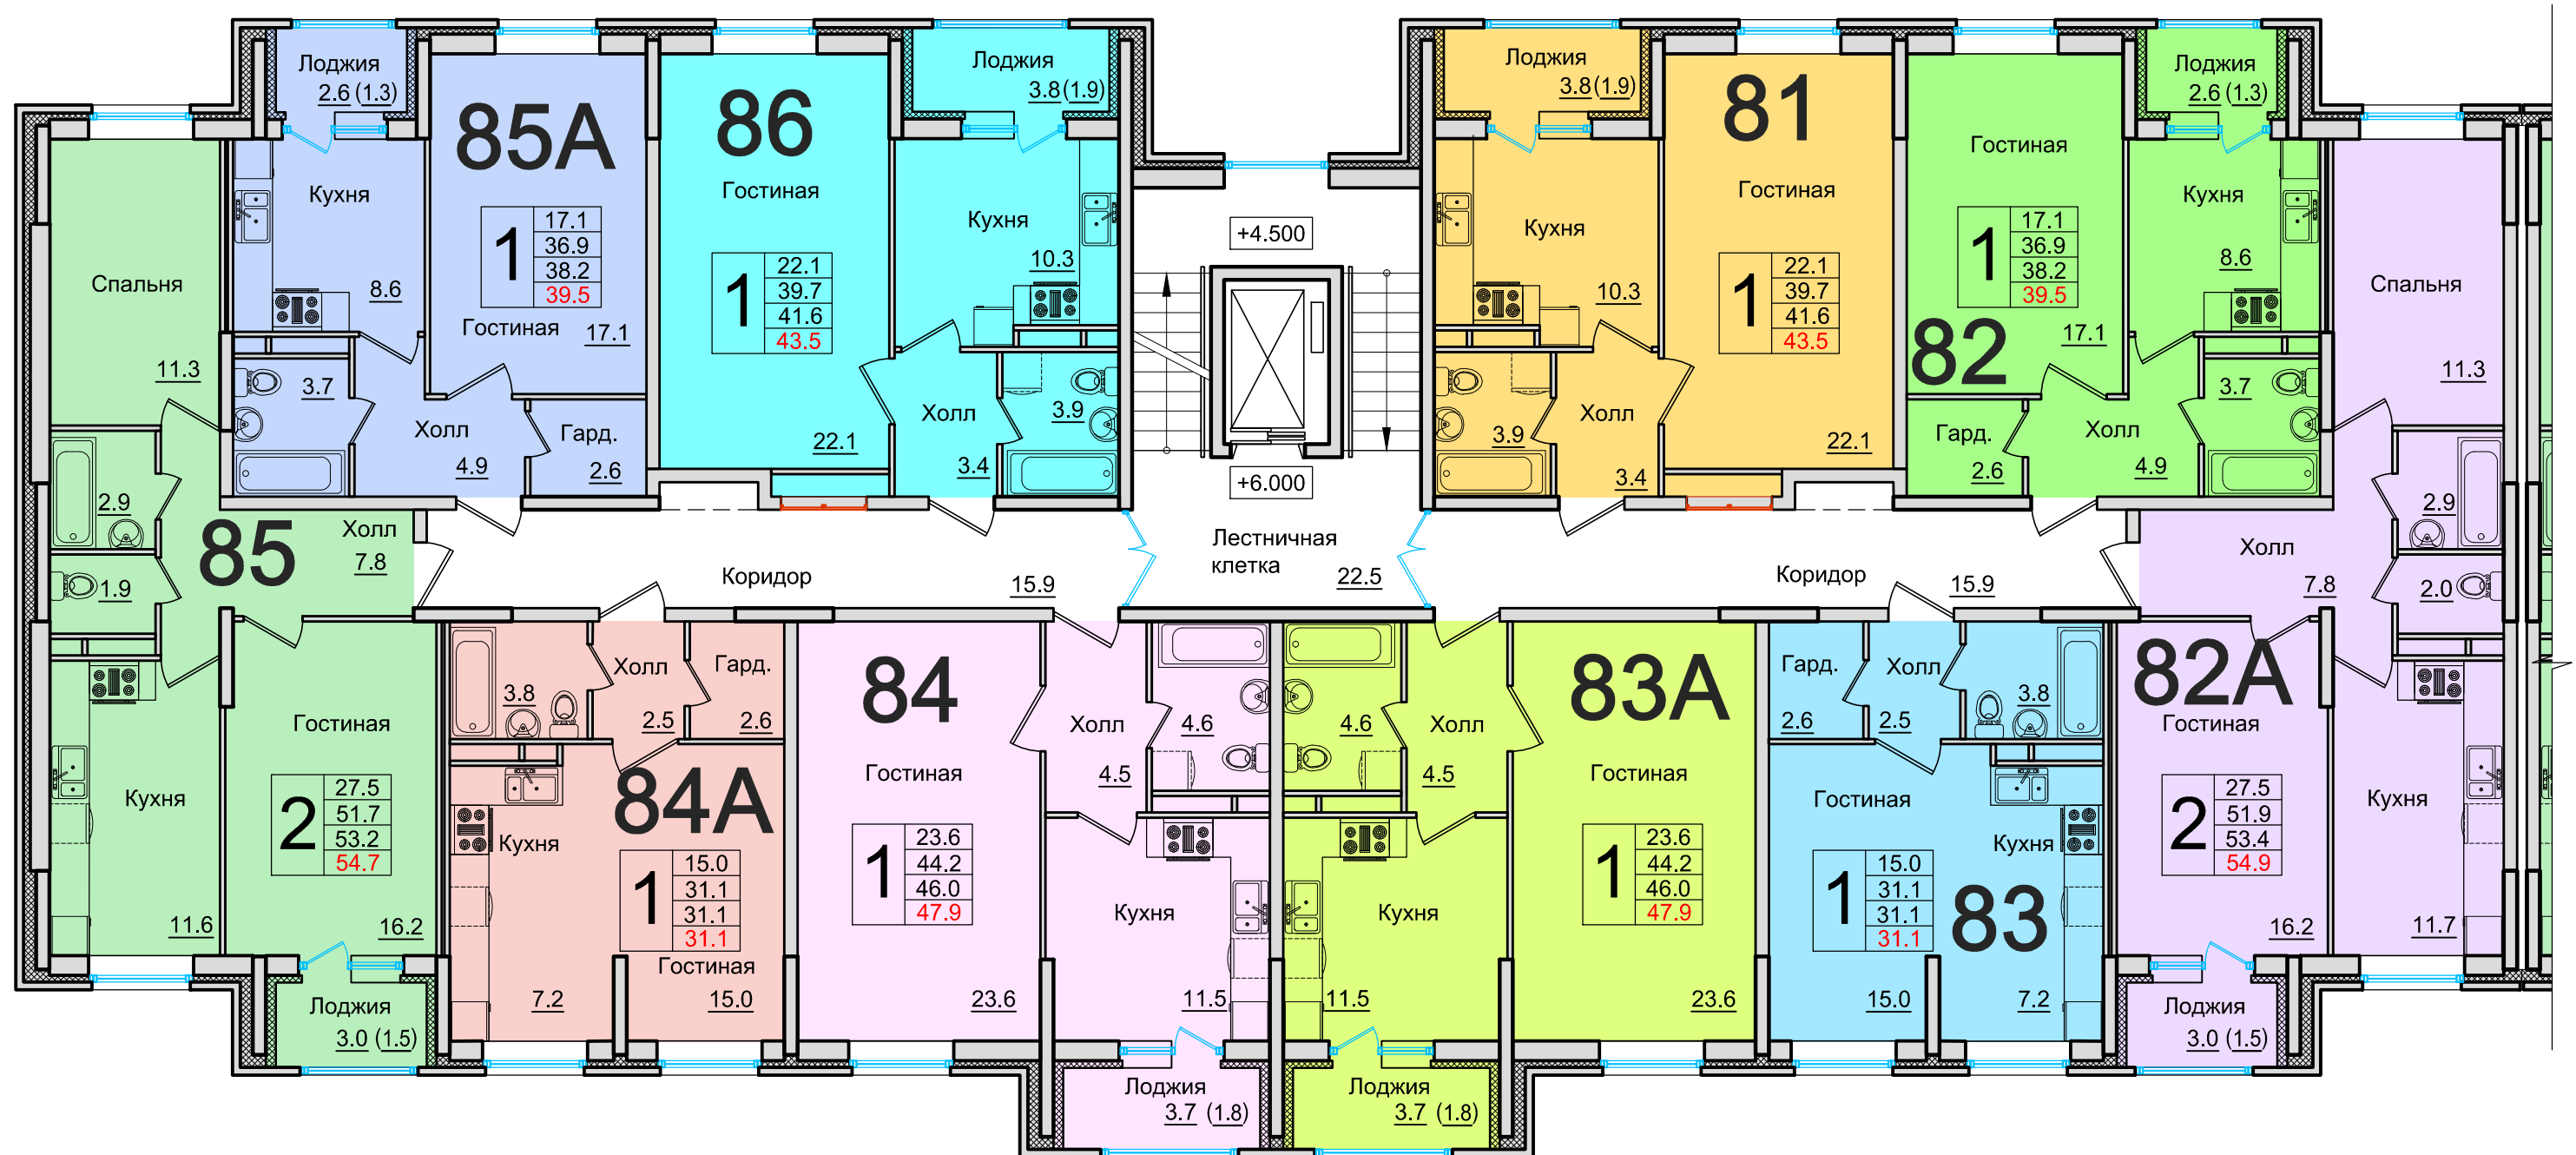 Лоджия
2.6 (1.3)
85А
17.1
1
36.9
38.2
39.5
Гостиная
17.1
Кухня
8.6
3.7
Холл
4.9
Гард.
2.6
86
Гостиная
1
22.1
39.7
41.6
43.5
22.1
Лоджия
3.8 (1.9)
Кухня
10.3
Холл
3.4
3.9
+4.500
+6.000
Лестничная
клетка
22.5
Лоджия
3.8 (1.9)
Кухня
10.3
3.9
Холл
3.4
81
Гостиная
1
22.1
39.7
41.6
43.5
22.1
Гостиная
1
17.1
36.9
38.2
39.5
82
17.1
Лоджия
2.6 (1.3)
Кухня
8.6
3.7
Гард.
2.6
Холл
4.9
Спальня
11.3
2.9
Холл
7.8
2.0
Спальня
11.3
2.9
85
Холл
7.8
1.9
Коридор
15.9
Коридор
15.9
Кухня
11.6
Гостиная
2
27.5
51.7
53.2
54.7
16.2
Лоджия
3.0 (1.5)
3.8
Холл
2.5
Гард.
2.6
84А
Кухня
7.2
1
15.0
31.1
31.1
31.1
Гостиная
15.0
84
Гостиная
1
23.6
44.2
46.0
47.9
23.6
Холл
4.5
4.6
Кухня
11.5
Лоджия
3.7 (1.8)
4.6
Холл
4.5
Кухня
11.5
Лоджия
3.7 (1.8)
83А
Гостиная
1
23.6
44.2
46.0
47.9
23.6
Гард.
2.6
Холл
2.5
3.8
Гостиная
1
15.0
31.1
31.1
31.1
15.0
Кухня
83
7.2
82А
Гостиная
2
27.5
51.9
53.4
54.9
16.2
Лоджия
3.0 (1.5)
Кухня
11.7